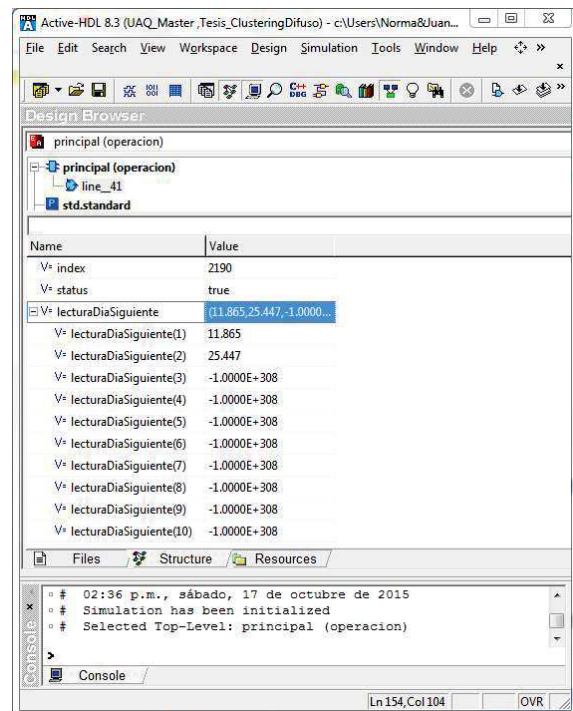 Active-HDL 8.3 (UAQ_Master ,Tesis_ClusteringDifuso) - c:\Users\Norma&Juan...
File Edit Search View Workspace Design Simulation Tools Window Help »
C++ DBG »
Design Browser
principal (operacion)
principal (operacion)
line__41
std.standard
Name Value
V= index 2190
V= status true
V= lecturaDiaSiguiente (11.865,25.447,-1.0000...
V= lecturaDiaSiguiente(1) 11.865
V= lecturaDiaSiguiente(2) 25.447
V= lecturaDiaSiguiente(3) -1.0000E+308
V= lecturaDiaSiguiente(4) -1.0000E+308
V= lecturaDiaSiguiente(5) -1.0000E+308
V= lecturaDiaSiguiente(6) -1.0000E+308
V= lecturaDiaSiguiente(7) -1.0000E+308
V= lecturaDiaSiguiente(8) -1.0000E+308
V= lecturaDiaSiguiente(9) -1.0000E+308
V= lecturaDiaSiguiente(10) -1.0000E+308
Files Structure Resources
# 02:36 p.m., sábado, 17 de octubre de 2015
# Simulation has been initialized
# Selected Top-Level: principal (operacion)
>
Console
Console
Ln 154,Col 104 OVR